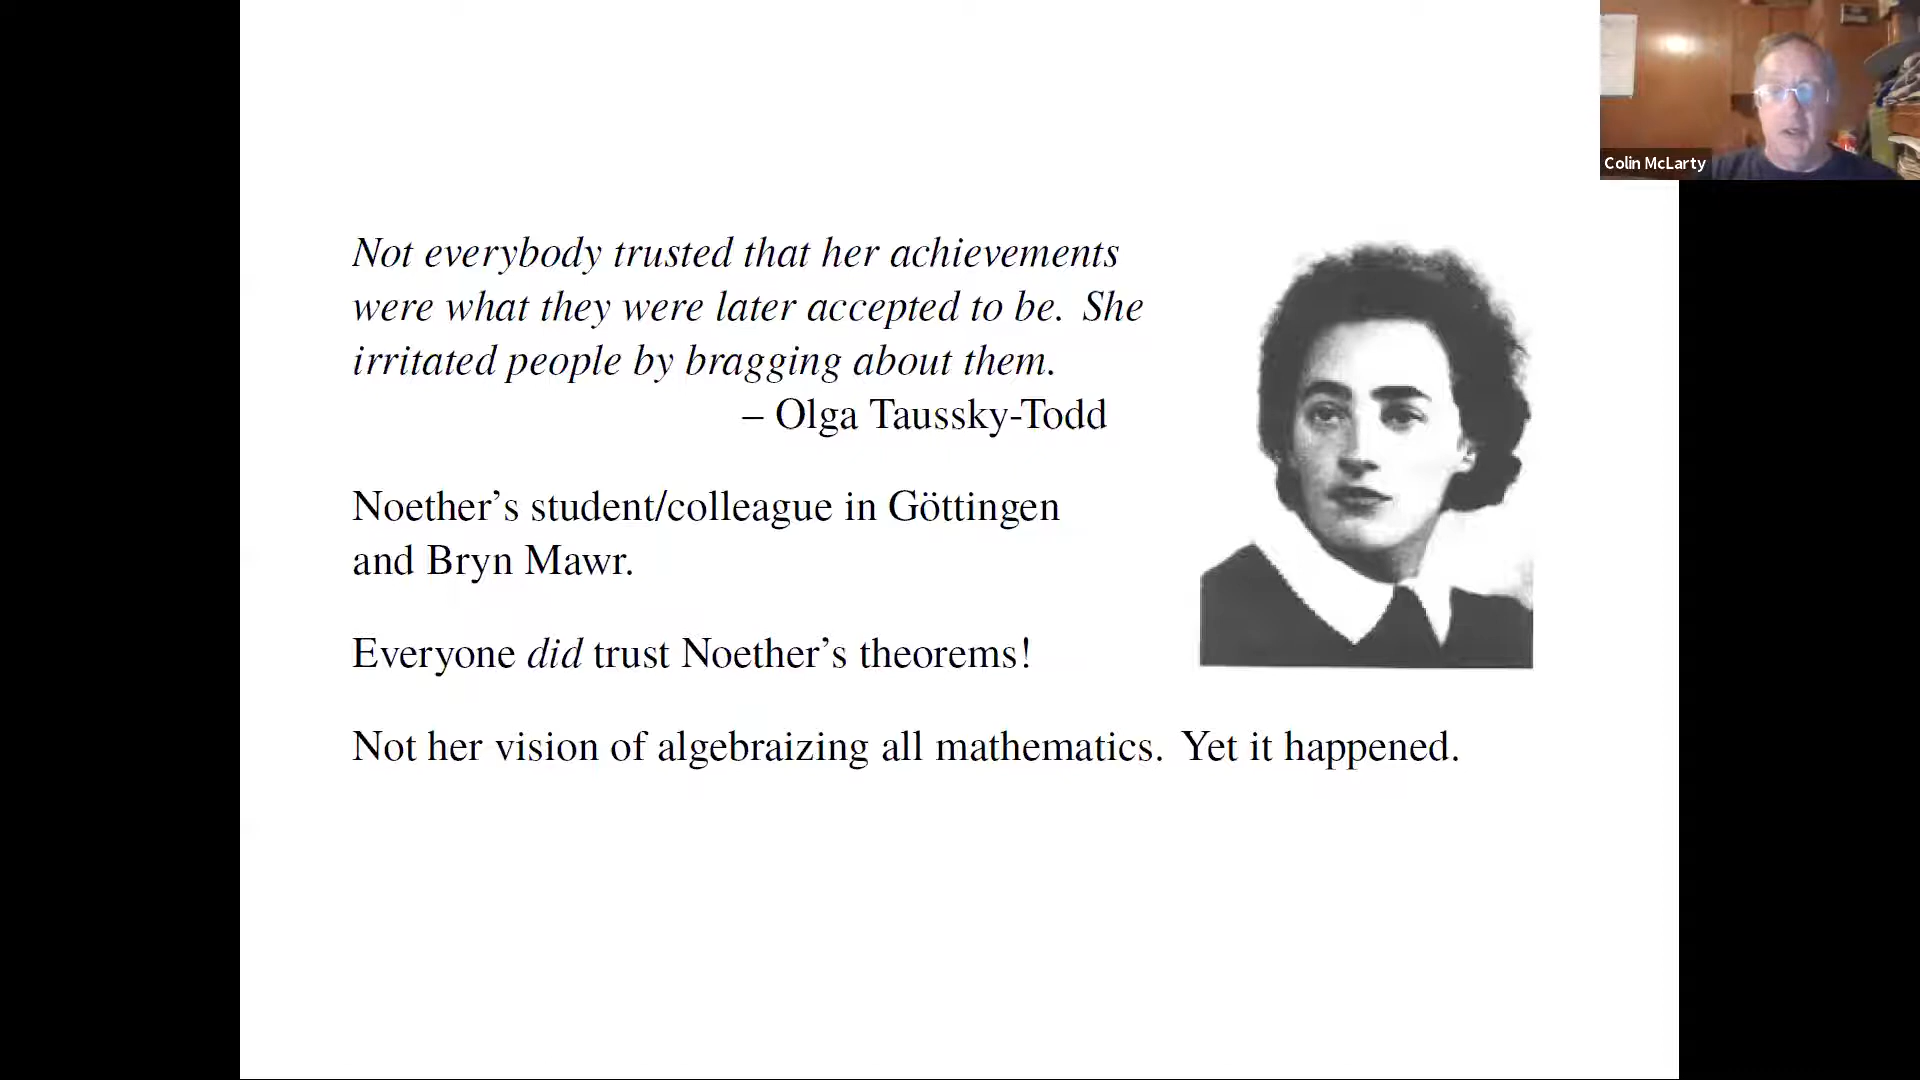 Colin McLarty
Not everybody trusted that her achievements
were what they were later accepted to be. She
irritated people by bragging about them.
– Olga Taussky-Todd
Noether’s student/colleague in Göttingen
and Bryn Mawr.
Everyone did trust Noether’s theorems!
Not her vision of algebraizing all mathematics. Yet it happened.